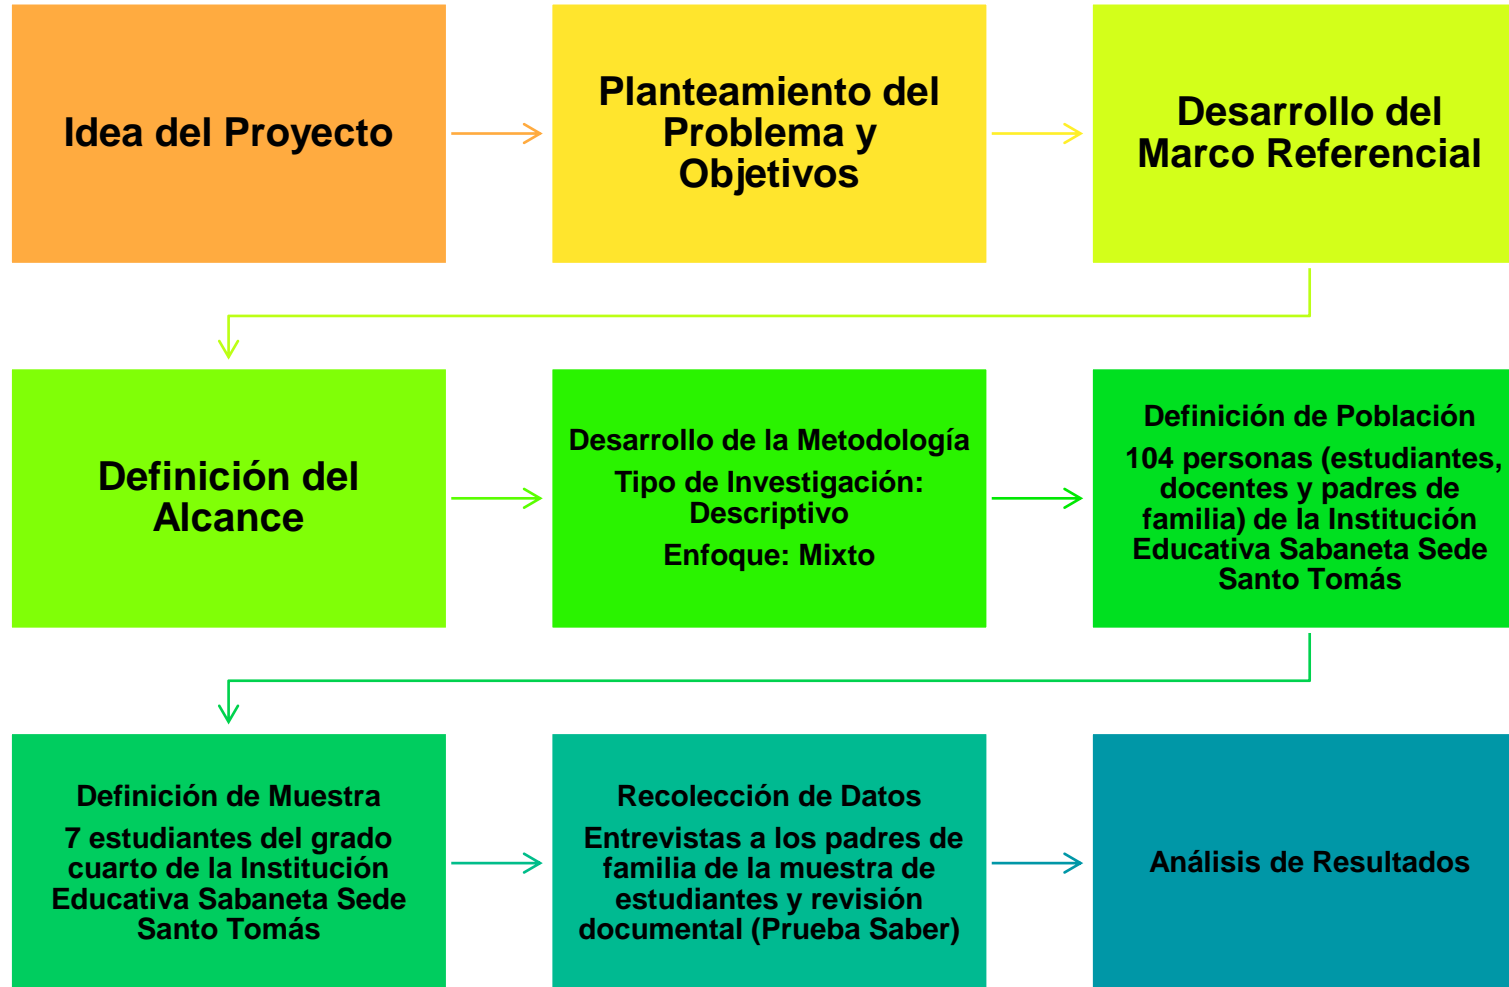 Idea del Proyecto
Planteamiento del
Problema y
Objetivos
Desarrollo del
Marco Referencial
Definición del
Alcance
Desarrollo de la Metodología
Tipo de Investigación:
Descriptivo
Enfoque: Mixto
Definición de Población
104 personas (estudiantes,
docentes y padres de
familia) de la Institución
Educativa Sabaneta Sede
Santo Tomás
Definición de Muestra
7 estudiantes del grado
cuarto de la Institución
Educativa Sabaneta Sede
Santo Tomás
Recolección de Datos
Entrevistas a los padres de
familia de la muestra de
estudiantes y revisión
documental (Prueba Saber)
Análisis de Resultados